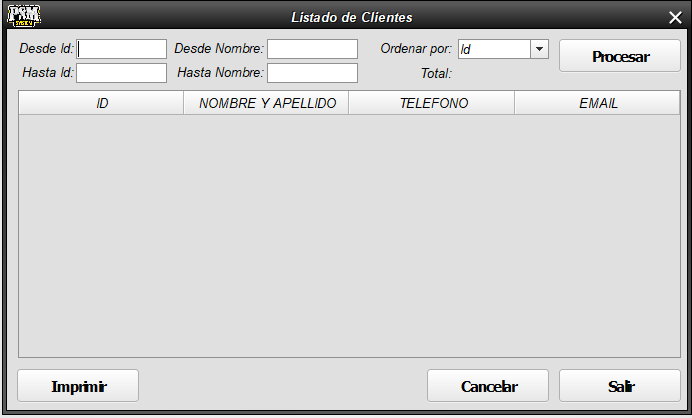 P&M
SYSTEM
Listado de Clientes
Desde Id: Desde Nombre: Ordenar por: Id Procesar
Hasta Id: Hasta Nombre: Total:
ID NOMBRE Y APELLIDO TELEFONO EMAIL
Imprimir Cancelar Salir